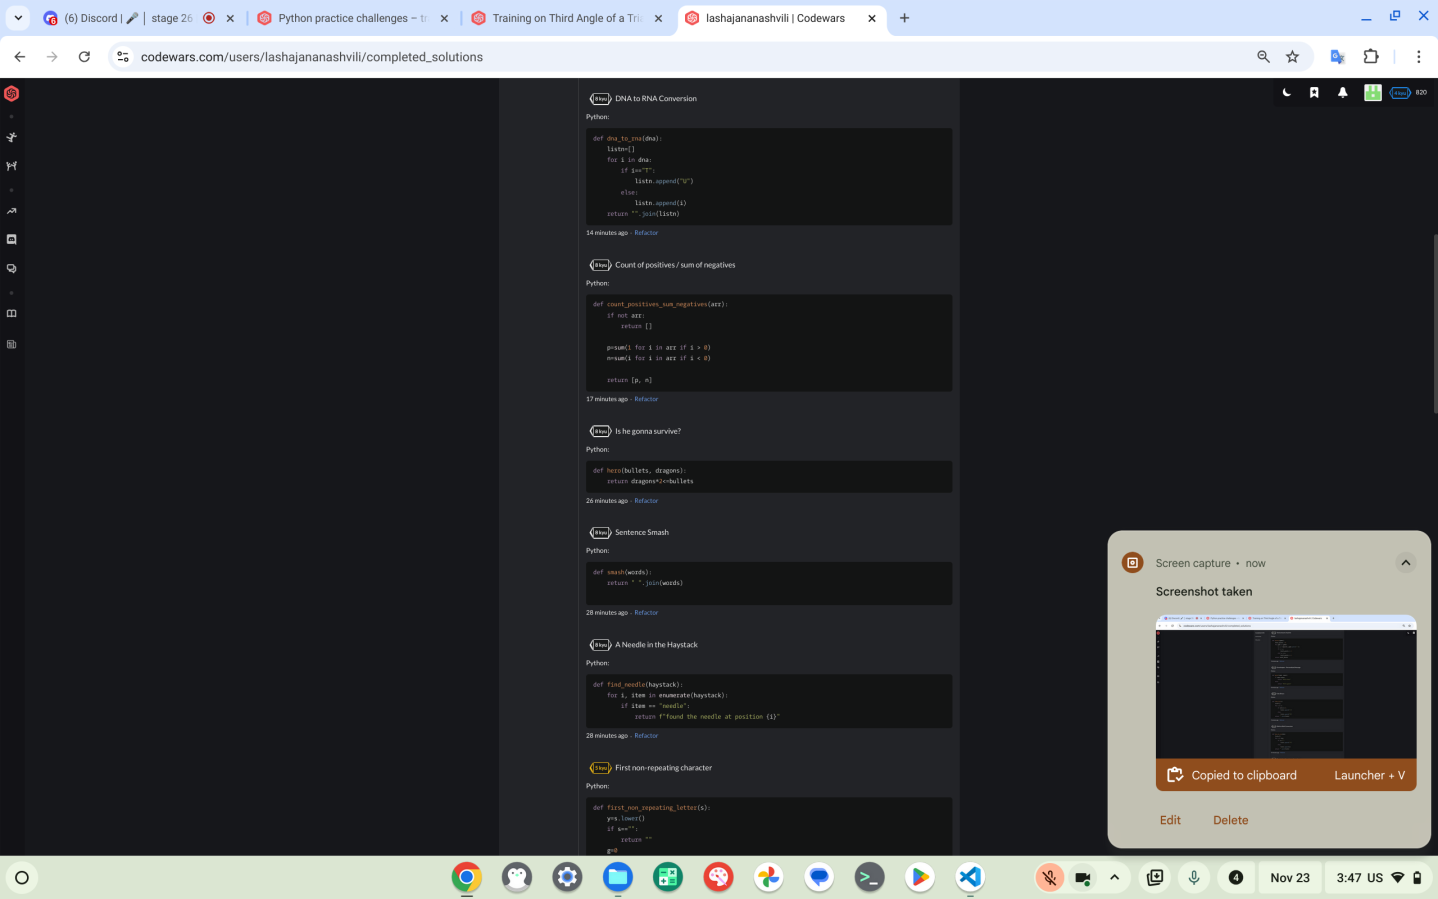 (6) Discord | 🎤 | stage 26
Python practice challenges – tr
Training on Third Angle of a Tria
lashajananashvili | Codewars
codewars.com/users/lashajananashvili/completed_solutions
820
8 kyu DNA to RNA Conversion
Python:
def dna_to_rna(dna):
listn=[]
for i in dna:
if i=="T":
listn.append("U")
else:
listn.append(i)
return "".join(listn)
14 minutes ago - Refactor
8 kyu Count of positives / sum of negatives
Python:
def count_positives_sum_negatives(arr):
if not arr:
return []
p=sum(1 for i in arr if i > 0)
n=sum(i for i in arr if i < 0)
return [p, n]
17 minutes ago - Refactor
8 kyu Is he gonna survive?
Python:
def hero(bullets, dragons):
return dragons*2<=bullets
26 minutes ago - Refactor
8 kyu Sentence Smash
Python:
def smash(words):
return " ".join(words)
28 minutes ago - Refactor
8 kyu A Needle in the Haystack
Python:
def find_needle(haystack):
for i, item in enumerate(haystack):
if item == "needle":
return f"found the needle at position {i}"
28 minutes ago - Refactor
5 kyu First non-repeating character
Python:
def first_non_repeating_letter(s):
y=s.lower()
if s=="":
return ""
g=0
Screen capture • now
Screenshot taken
Copied to clipboard
Launcher + V
Edit
Delete
4
Nov 23
3:47 US